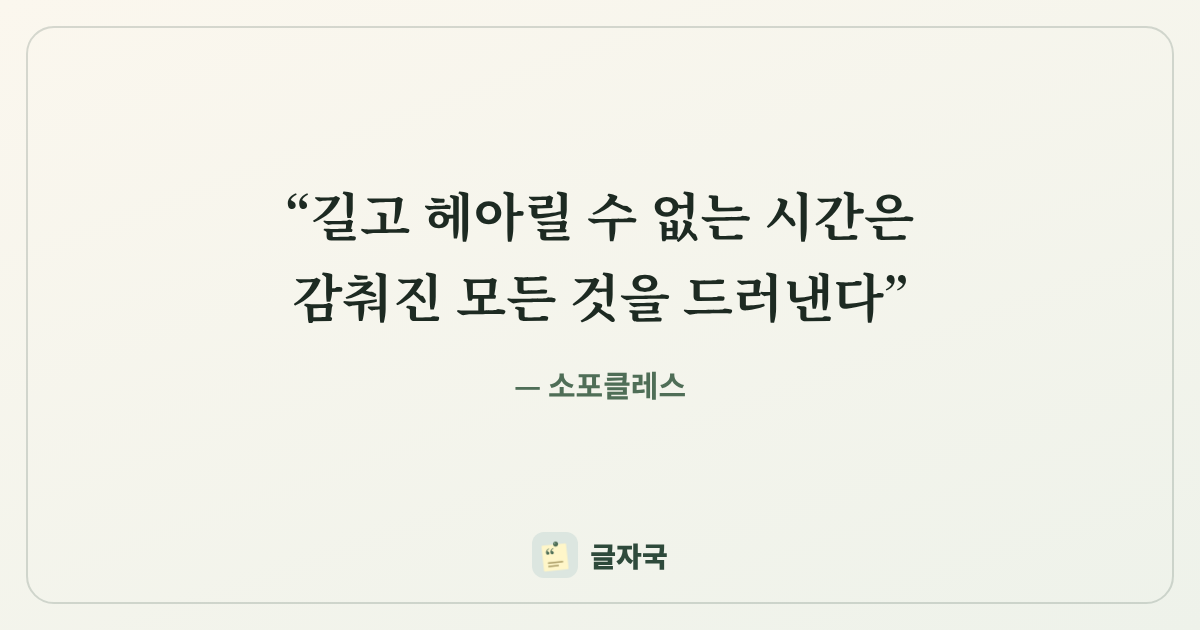 “길고 헤아릴 수 없는 시간은
감춰진 모든 것을 드러낸다”
— 소포클레스
글자국